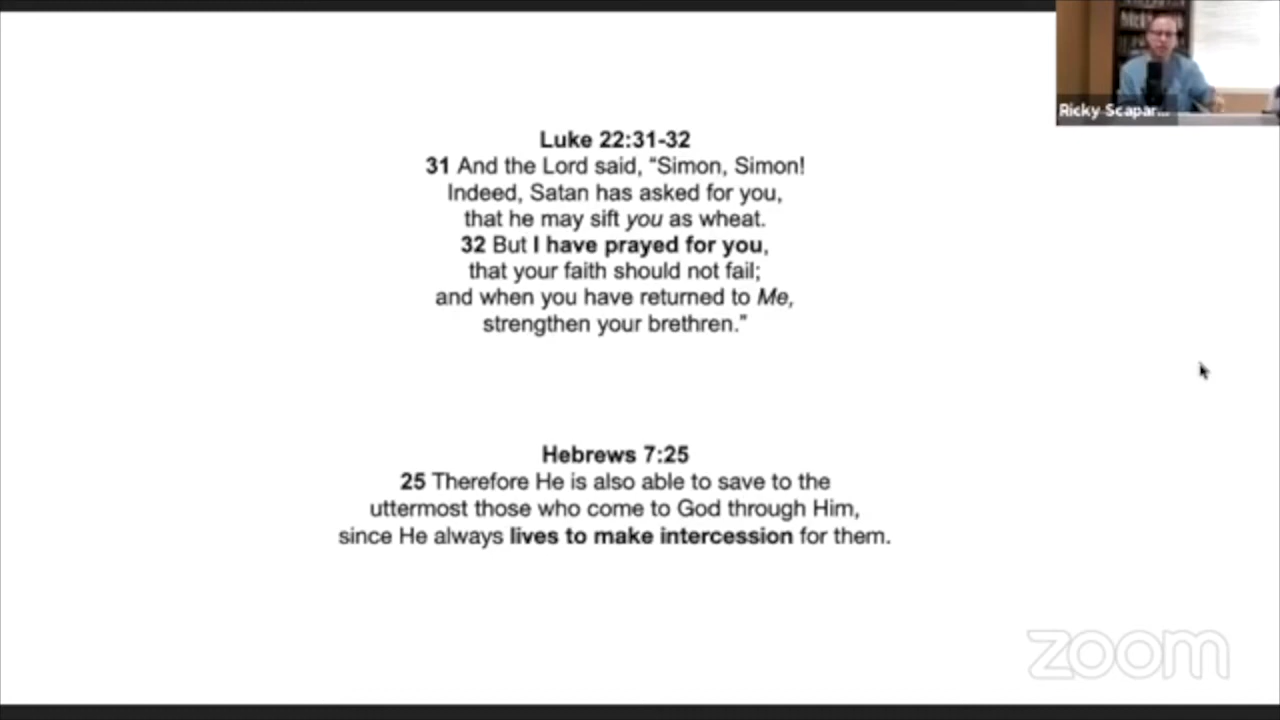 Ricky Scapar...
Luke 22:31-32
31 And the Lord said, “Simon, Simon!
Indeed, Satan has asked for you,
that he may sift you as wheat.
32 But I have prayed for you,
that your faith should not fail;
and when you have returned to Me,
strengthen your brethren.”
Hebrews 7:25
25 Therefore He is also able to save to the
uttermost those who come to God through Him,
since He always lives to make intercession for them.
zoom